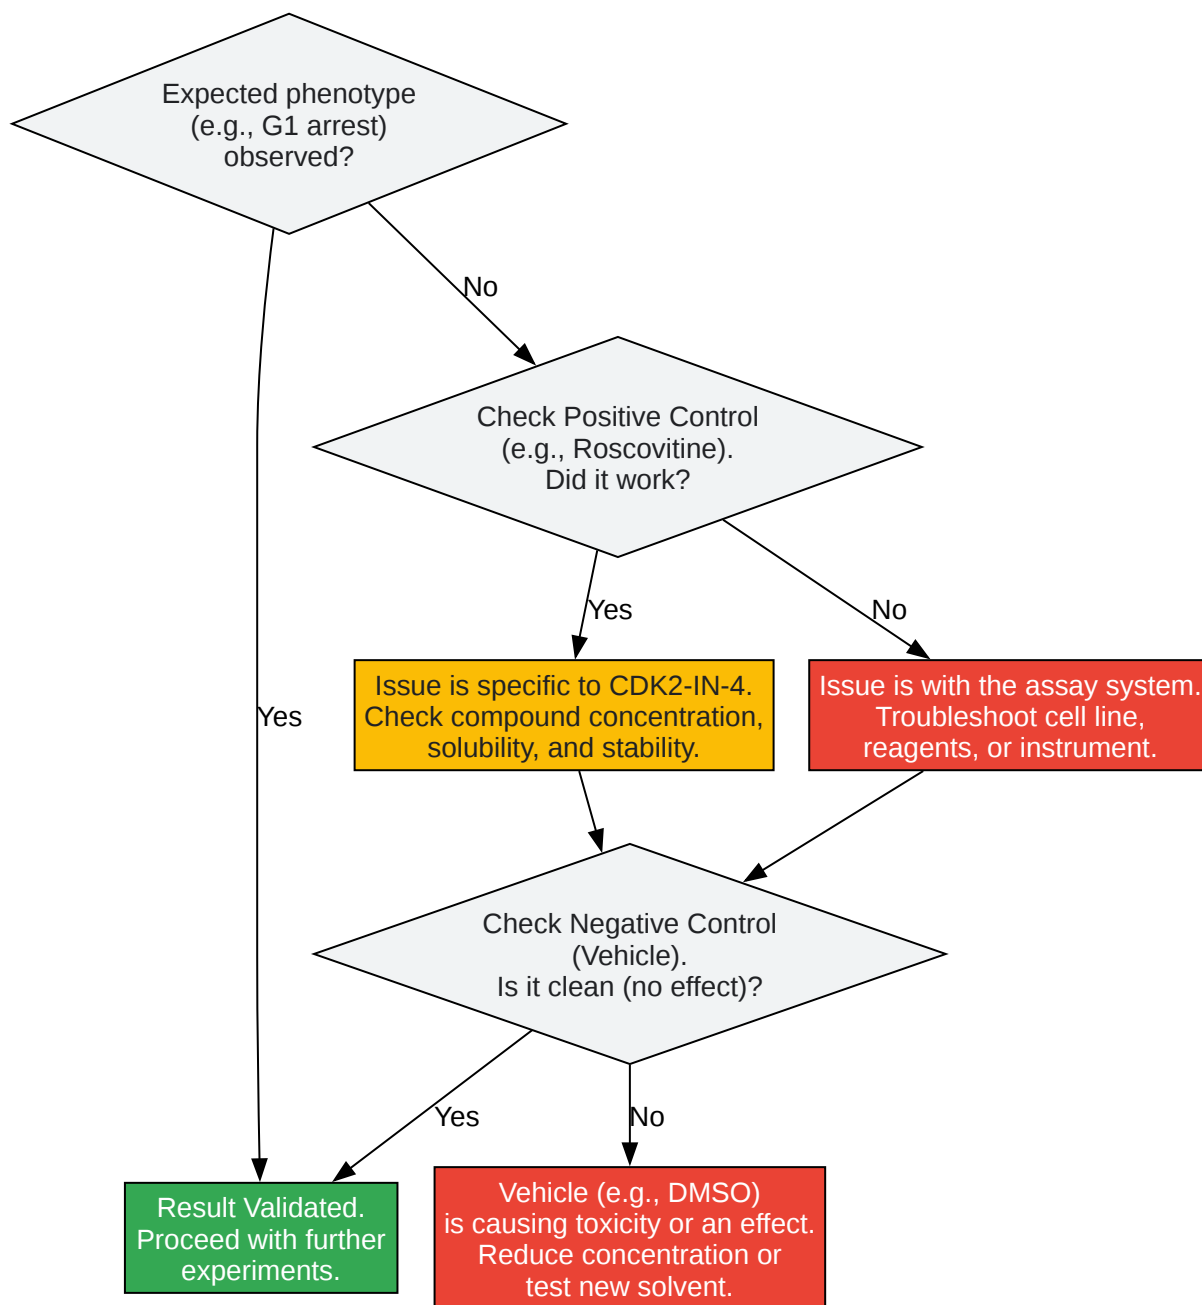 Expected phenotype
(e.g., G1 arrest)
observed?
No
Check Positive Control
(e.g., Roscovitine).
Did it work?
Yes
No
Issue is specific to CDK2-IN-4.
Check compound concentration,
solubility, and stability.
Issue is with the assay system.
Troubleshoot cell line,
reagents, or instrument.
Yes
Check Negative Control
(Vehicle).
Is it clean (no effect)?
Yes
No
Result Validated.
Proceed with further
experiments.
Vehicle (e.g., DMSO)
is causing toxicity or an effect.
Reduce concentration or
test new solvent.